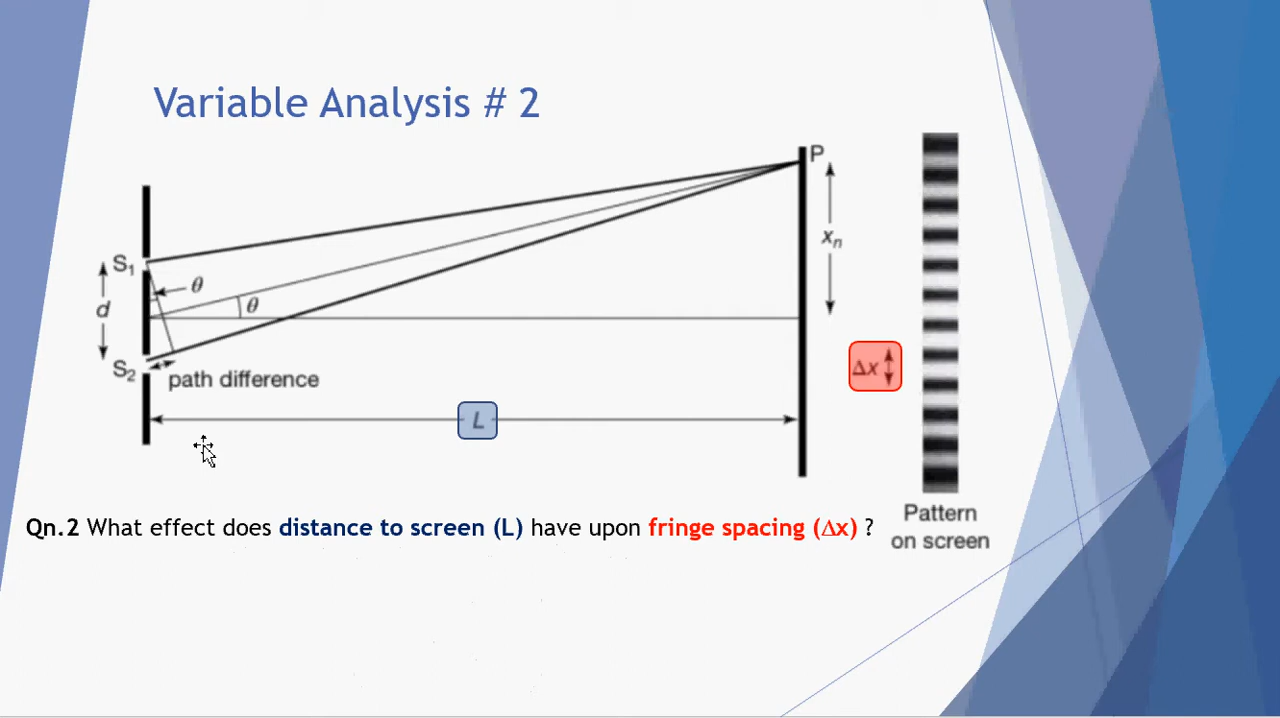 Variable Analysis # 2
P
xₙ
S₁
θ
d
θ
S₂
path difference
Δx
L
Qn.2 What effect does distance to screen (L) have upon fringe spacing (Δx) ?
Pattern
on screen